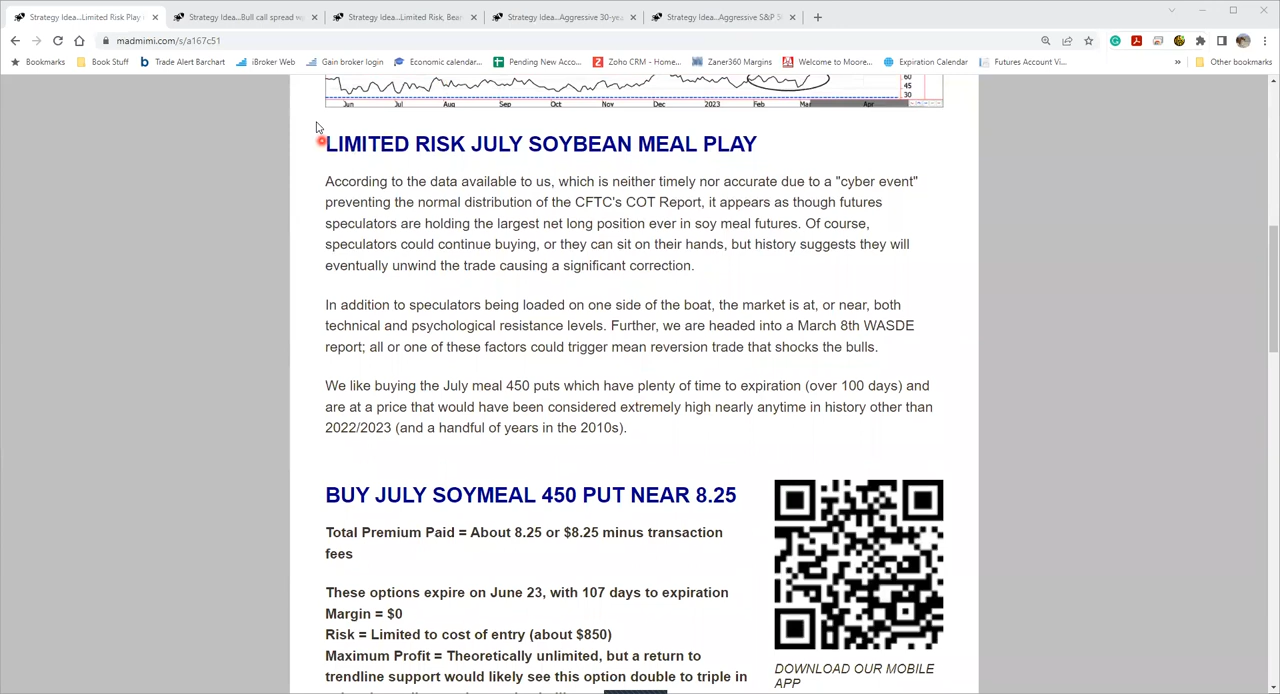 Strategy Idea...Limited Risk Play
Strategy Idea...Bull call spread w
Strategy Idea...Limited Risk, Bear
Strategy Idea...Aggressive 30-yea
Strategy Idea...Aggressive S&P 5
madmimi.com/s/a167c51
Bookmarks
Book Stuff
Trade Alert Barchart
iBroker Web
Gain broker login
Economic calendar...
Pending New Acco...
Zoho CRM - Home...
Zaner360 Margins
Welcome to Moore...
Expiration Calendar
Futures Account Vi...
»
Other bookmarks
60
45
30
Jun Jul Aug Sep Oct Nov Dec 2023 Feb Mar Apr
LIMITED RISK JULY SOYBEAN MEAL PLAY
According to the data available to us, which is neither timely nor accurate due to a "cyber event"
preventing the normal distribution of the CFTC's COT Report, it appears as though futures
speculators are holding the largest net long position ever in soy meal futures. Of course,
speculators could continue buying, or they can sit on their hands, but history suggests they will
eventually unwind the trade causing a significant correction.
In addition to speculators being loaded on one side of the boat, the market is at, or near, both
technical and psychological resistance levels. Further, we are headed into a March 8th WASDE
report; all or one of these factors could trigger mean reversion trade that shocks the bulls.
We like buying the July meal 450 puts which have plenty of time to expiration (over 100 days) and
are at a price that would have been considered extremely high nearly anytime in history other than
2022/2023 (and a handful of years in the 2010s).
BUY JULY SOYMEAL 450 PUT NEAR 8.25
Total Premium Paid = About 8.25 or $8.25 minus transaction
fees
These options expire on June 23, with 107 days to expiration
Margin = $0
Risk = Limited to cost of entry (about $850)
Maximum Profit = Theoretically unlimited, but a return to
trendline support would likely see this option double to triple in
DOWNLOAD OUR MOBILE
APP